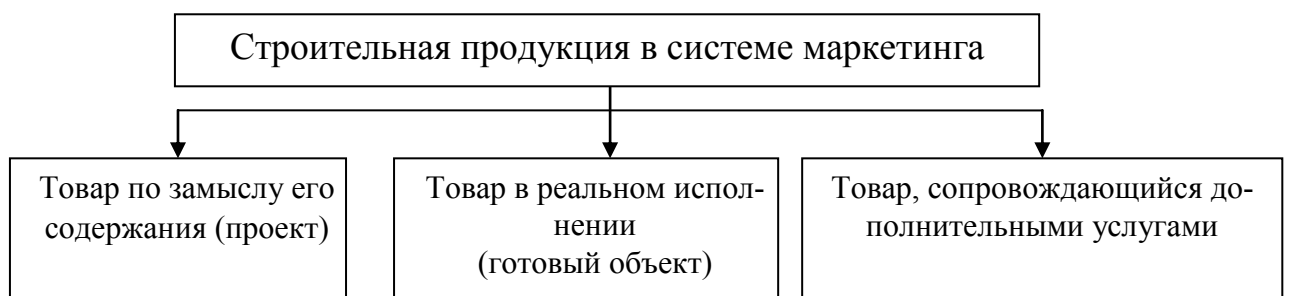 Строительная продукция в системе маркетинга
Товар по замыслу его
содержания (проект)
Товар в реальном испол-
нении
(готовый объект)
Товар, сопровождающийся до-
полнительными услугами